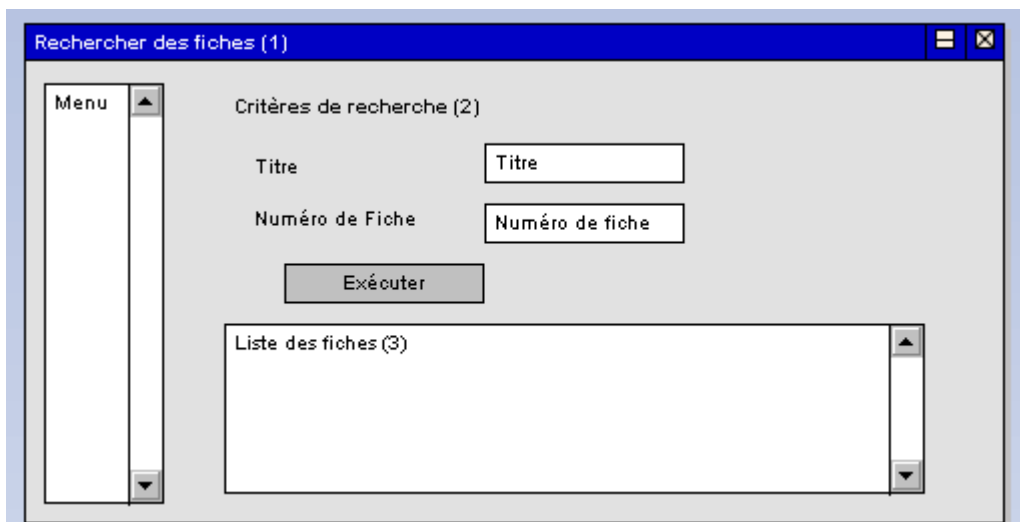 Rechercher des fiches (1)
Menu
Critères de recherche (2)
Titre
Titre
Numéro de Fiche
Numéro de fiche
Exécuter
Liste des fiches (3)